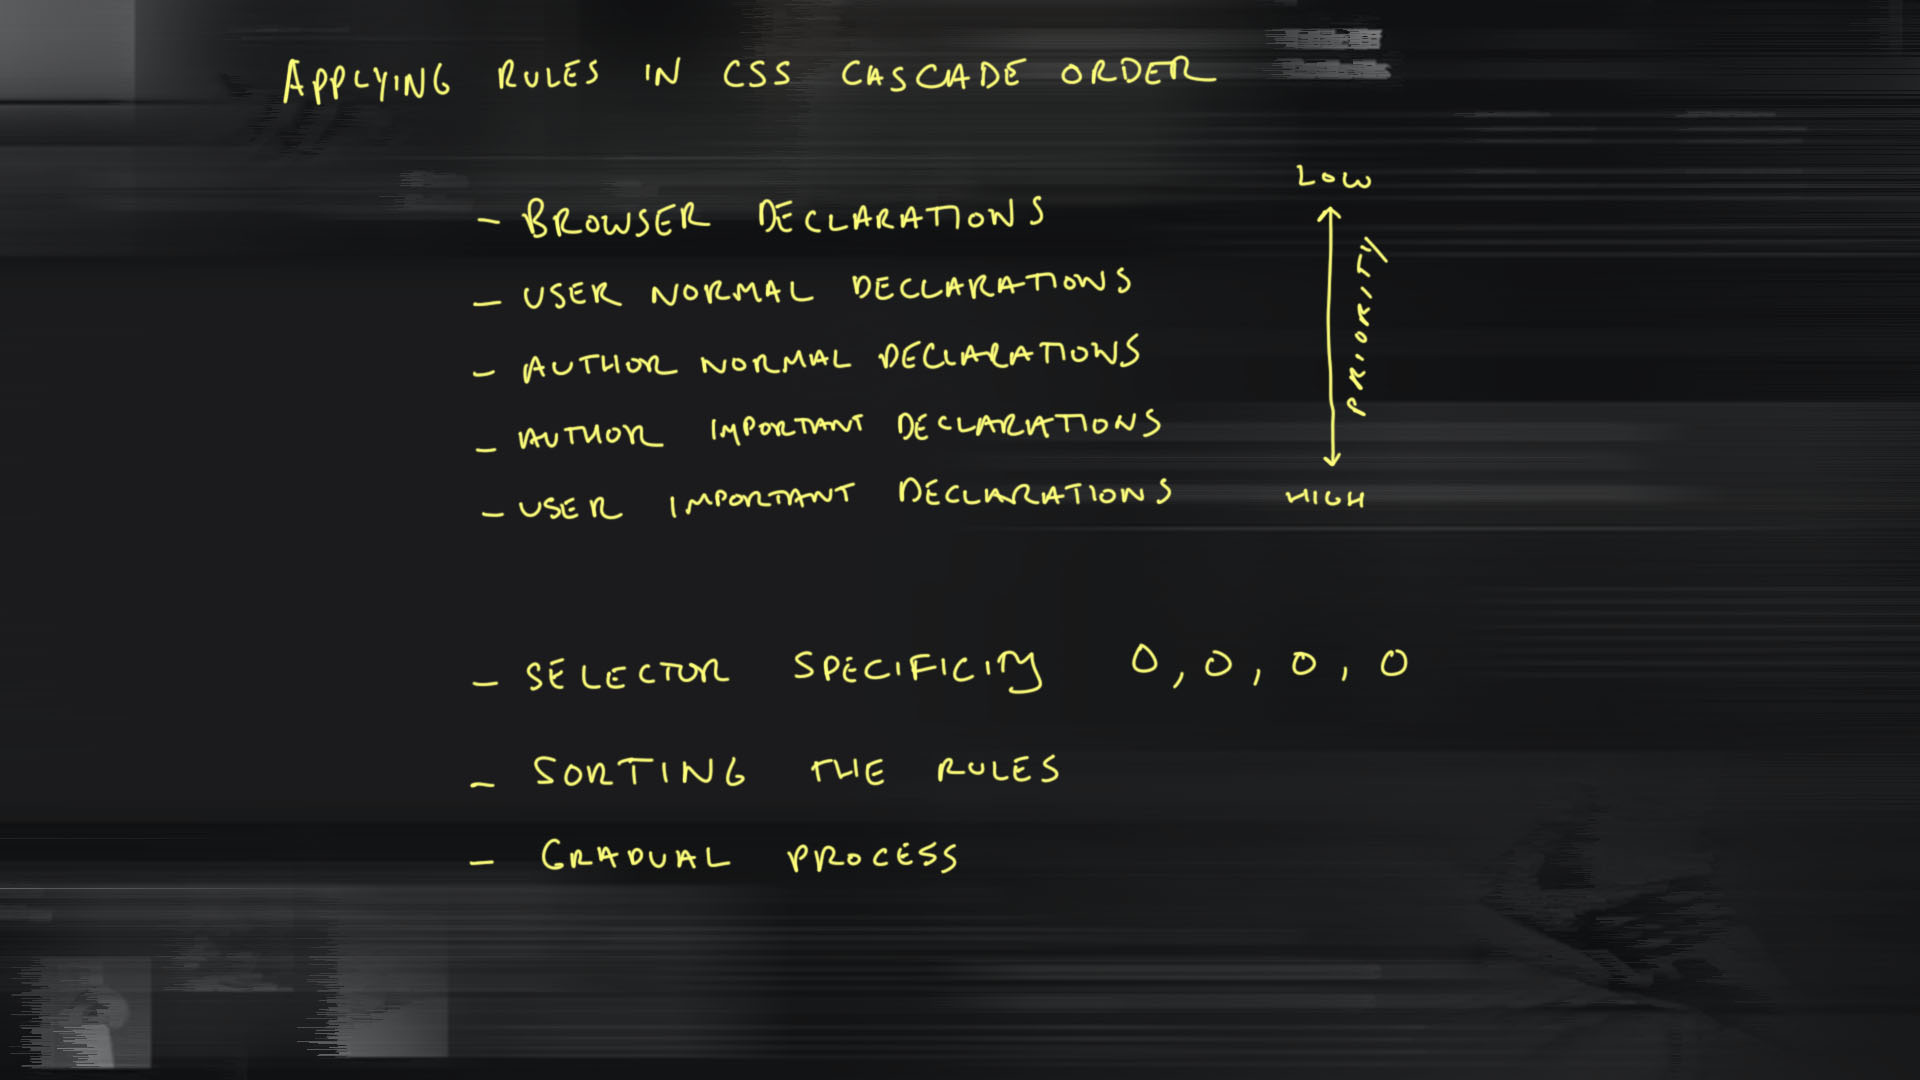 APPLYING RULES IN CSS CASCADE ORDER
LOW
- BROWSER DECLARATIONS
- USER NORMAL DECLARATIONS
- AUTHOR NORMAL DECLARATIONS
PRIORITY
- AUTHOR IMPORTANT DECLARATIONS
- USER IMPORTANT DECLARATIONS
HIGH
- SELECTOR SPECIFICITY 0, 0, 0, 0
- SORTING THE RULES
- GRADUAL PROCESS